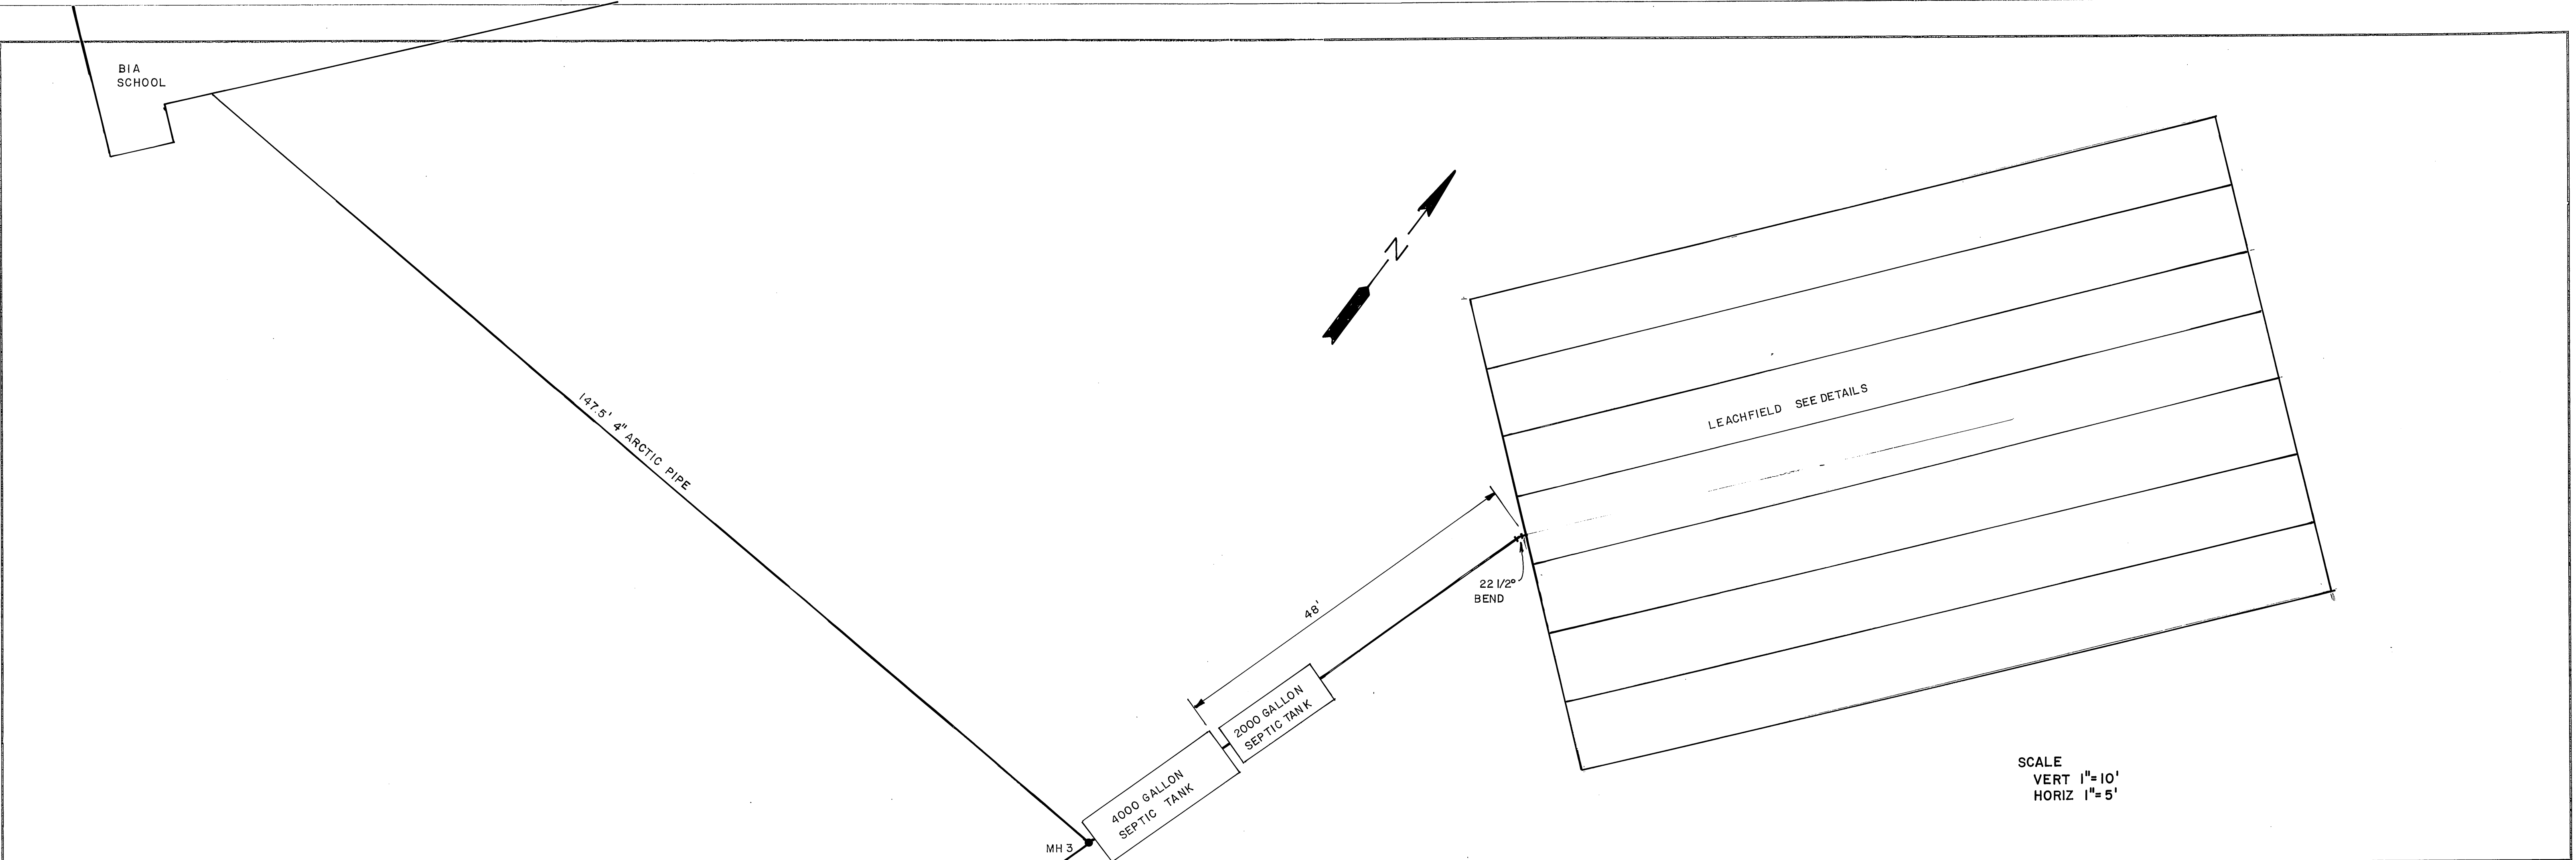 BIA
SCHOOL
N
147.5' 4" ARCTIC PIPE
LEACHFIELD SEE DETAILS
48'
22 1/2°
BEND
2000 GALLON
SEPTIC TANK
4000 GALLON
SEPTIC TANK
MH 3
SCALE
VERT 1"=10'
HORIZ 1"=5'